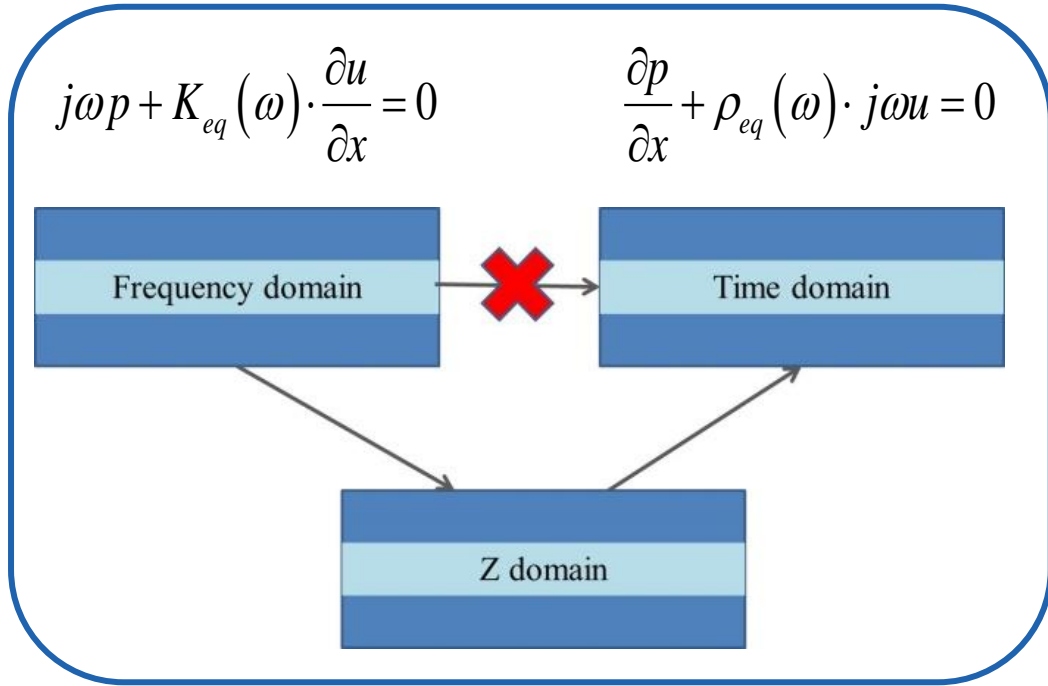 jωp + K_eq(ω)·∂u/∂x = 0
∂p/∂x + ρ_eq(ω)·jωu = 0
Frequency domain
Time domain
Z domain